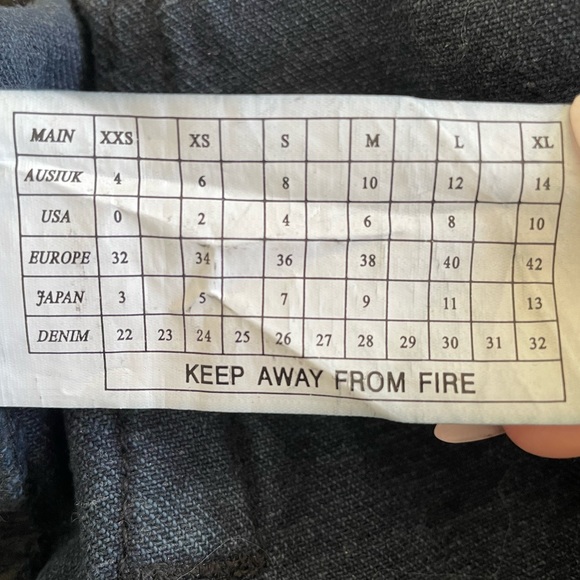 MAIN XXS XS S M L XL
AUSIUK 4 6 8 10 12 14
USA 0 2 4 6 8 10
EUROPE 32 34 36 38 40 42
JAPAN 3 5 7 9 11 13
DENIM 22 23 24 25 26 27 28 29 30 31 32
KEEP AWAY FROM FIRE